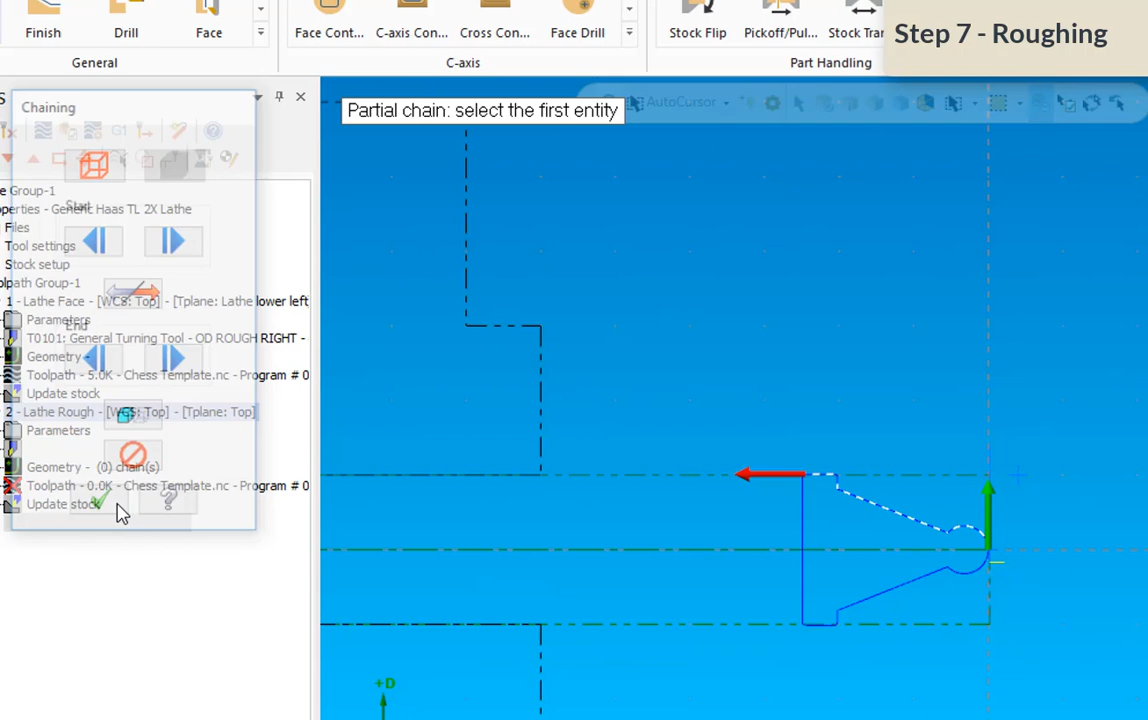 Step 7 - Roughing
Finish Drill Face Face Cont... C-axis Con... Cross Con... Face Drill Stock Flip Pickoff/Pul... Stock Tra
General C-axis Part Handling
Chaining
Partial chain: select the first entity
AutoCursor
G1
e Group-1
Start
operties - Generic Haas TL 2X Lathe
Files
Tool settings
Stock setup
olpath Group-1
1 - Lathe Face - [WCS: Top] - [Tplane: Lathe lower left
Parameters
End
T0101: General Turning Tool - OD ROUGH RIGHT -
Geometry -
Toolpath - 5.0K - Chess Template.nc - Program # 0
Update stock
2 - Lathe Rough - [WCS: Top] - [Tplane: Top]
Parameters
Geometry - (0) chain(s)
Toolpath - 0.0K - Chess Template.nc - Program # 0
Update stock
+D